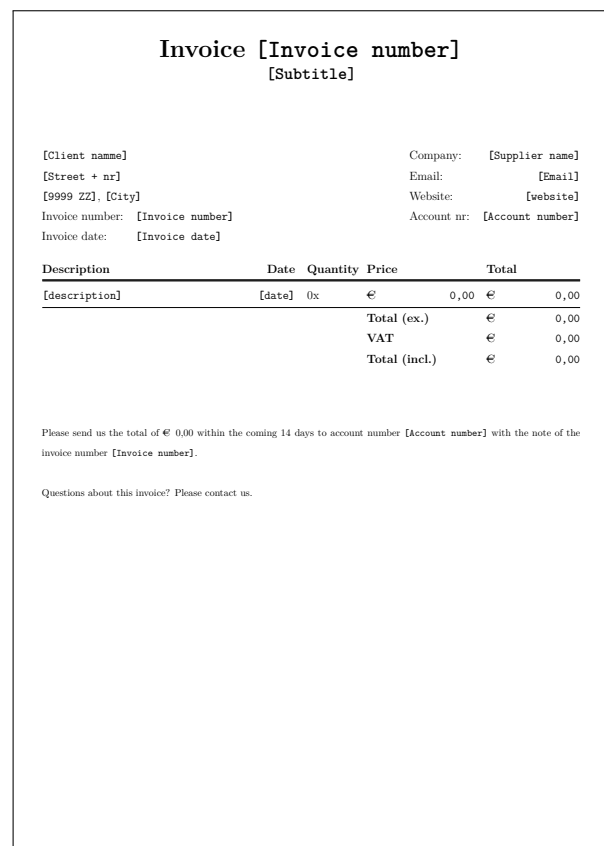 Invoice [Invoice number]
[Subtitle]
[Client namme]
[Street + nr]
[9999 ZZ], [City]
Invoice number: [Invoice number]
Invoice date: [Invoice date]
Company: [Supplier name]
Email: [Email]
Website: [website]
Account nr: [Account number]
Description Date Quantity Price Total
[description] [date] 0x € 0,00 € 0,00
Total (ex.) € 0,00
VAT € 0,00
Total (incl.) € 0,00
Please send us the total of € 0,00 within the coming 14 days to account number [Account number] with the note of the
invoice number [Invoice number].
Questions about this invoice? Please contact us.